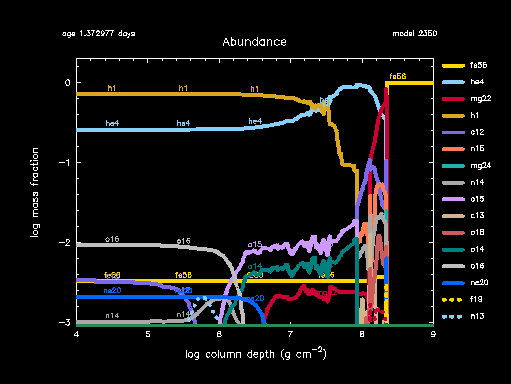 age 1.372977 days
model 2350
Abundance
fe56
he4
mg22
h1
c12
n15
mg24
n14
o15
c13
o18
o14
o16
ne20
f19
n13
fe56
h1 h1 h1
he4 he4 he4
o16 o16
o15
o14
fe56 fe56
ne20
n14 n14
0
−1
−2
−3
4 5 6 7 8 9
log mass fraction
log column depth (g cm−2)